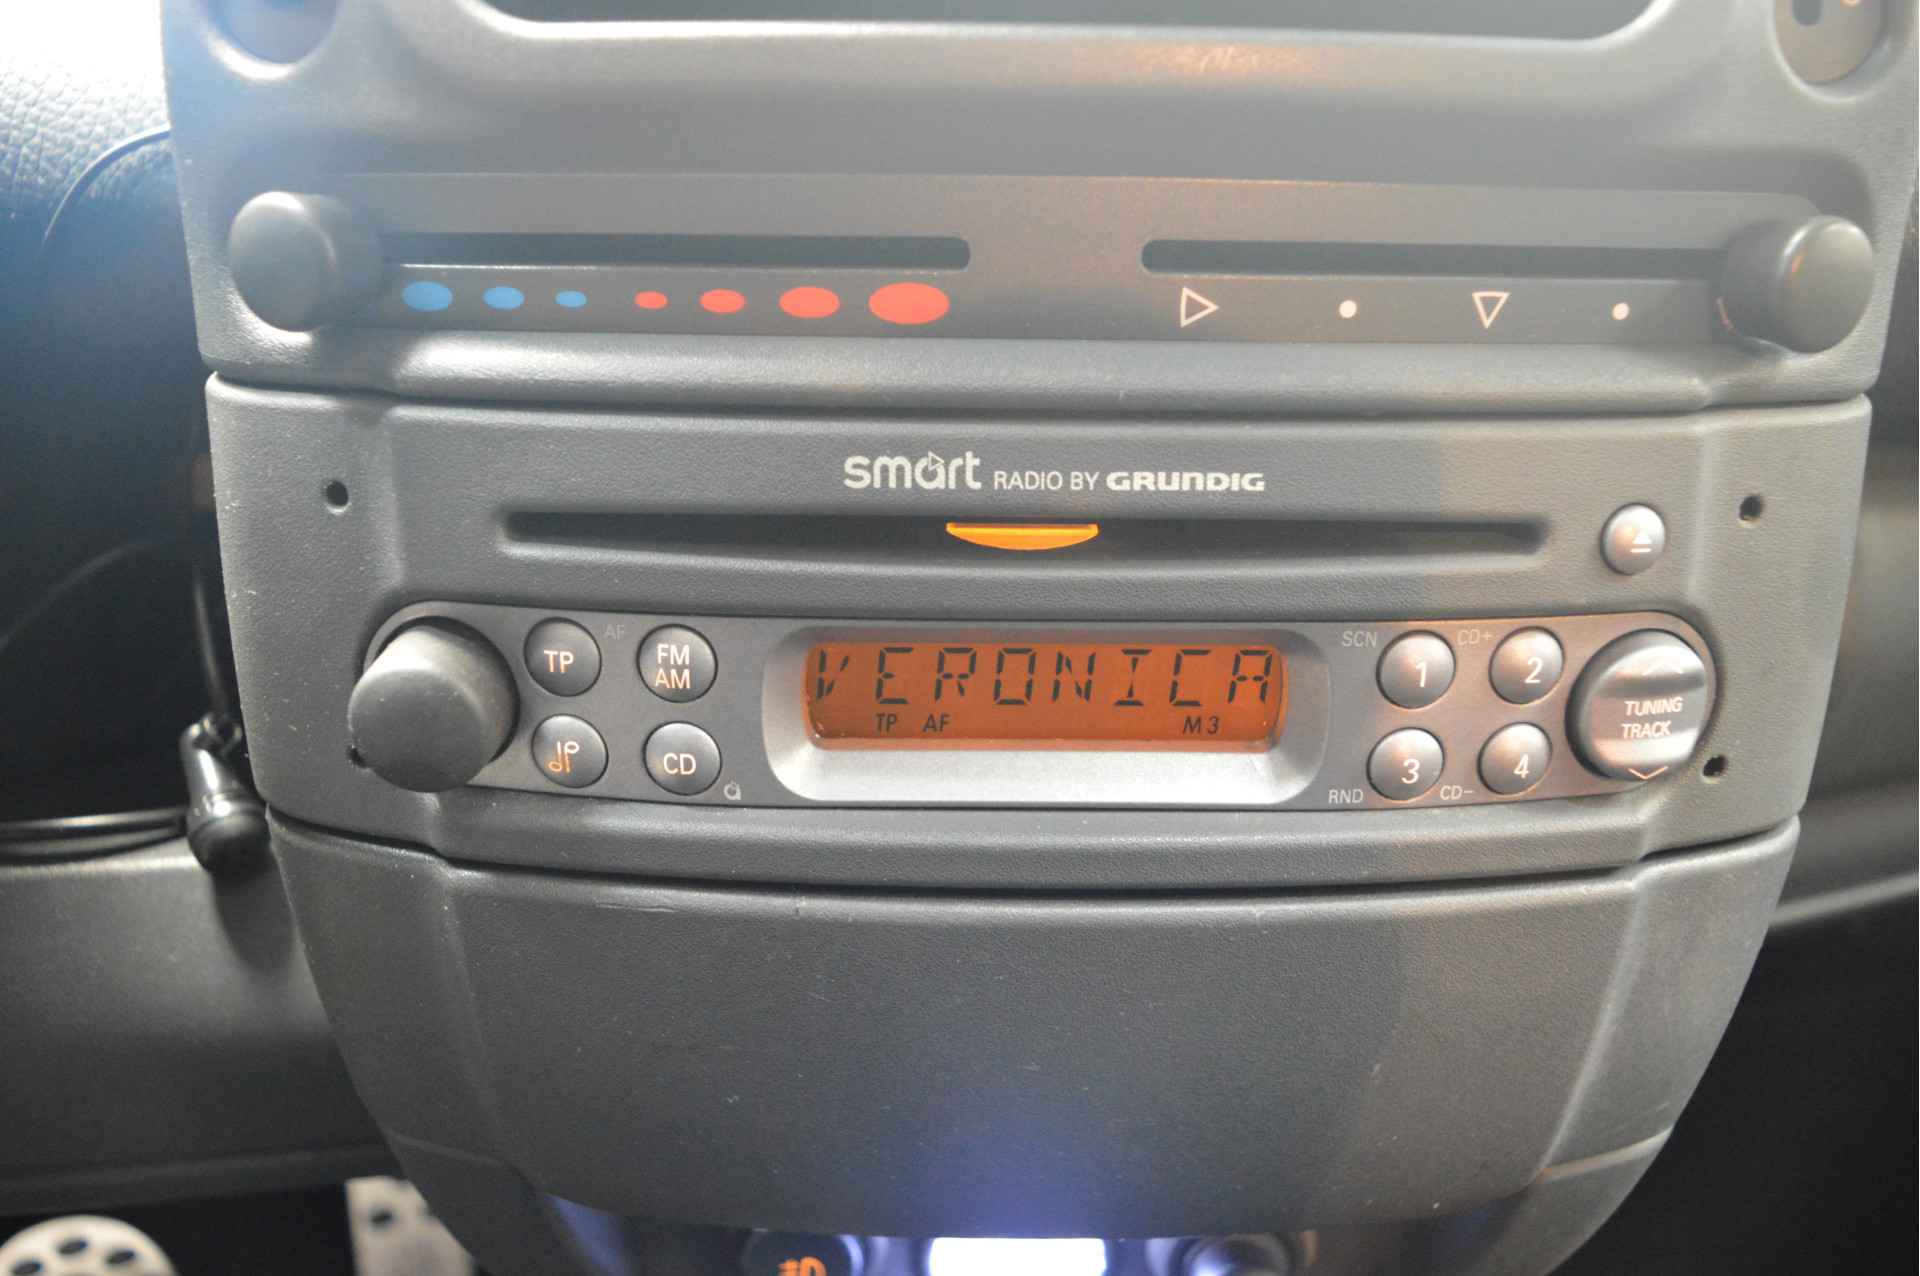 smart RADIO BY GRUNDIG
TP AF FM AM
CD
VERONICA
TP AF M3
SCN 1 CD+ 2
RND 3 CD- 4
TUNING
TRACK